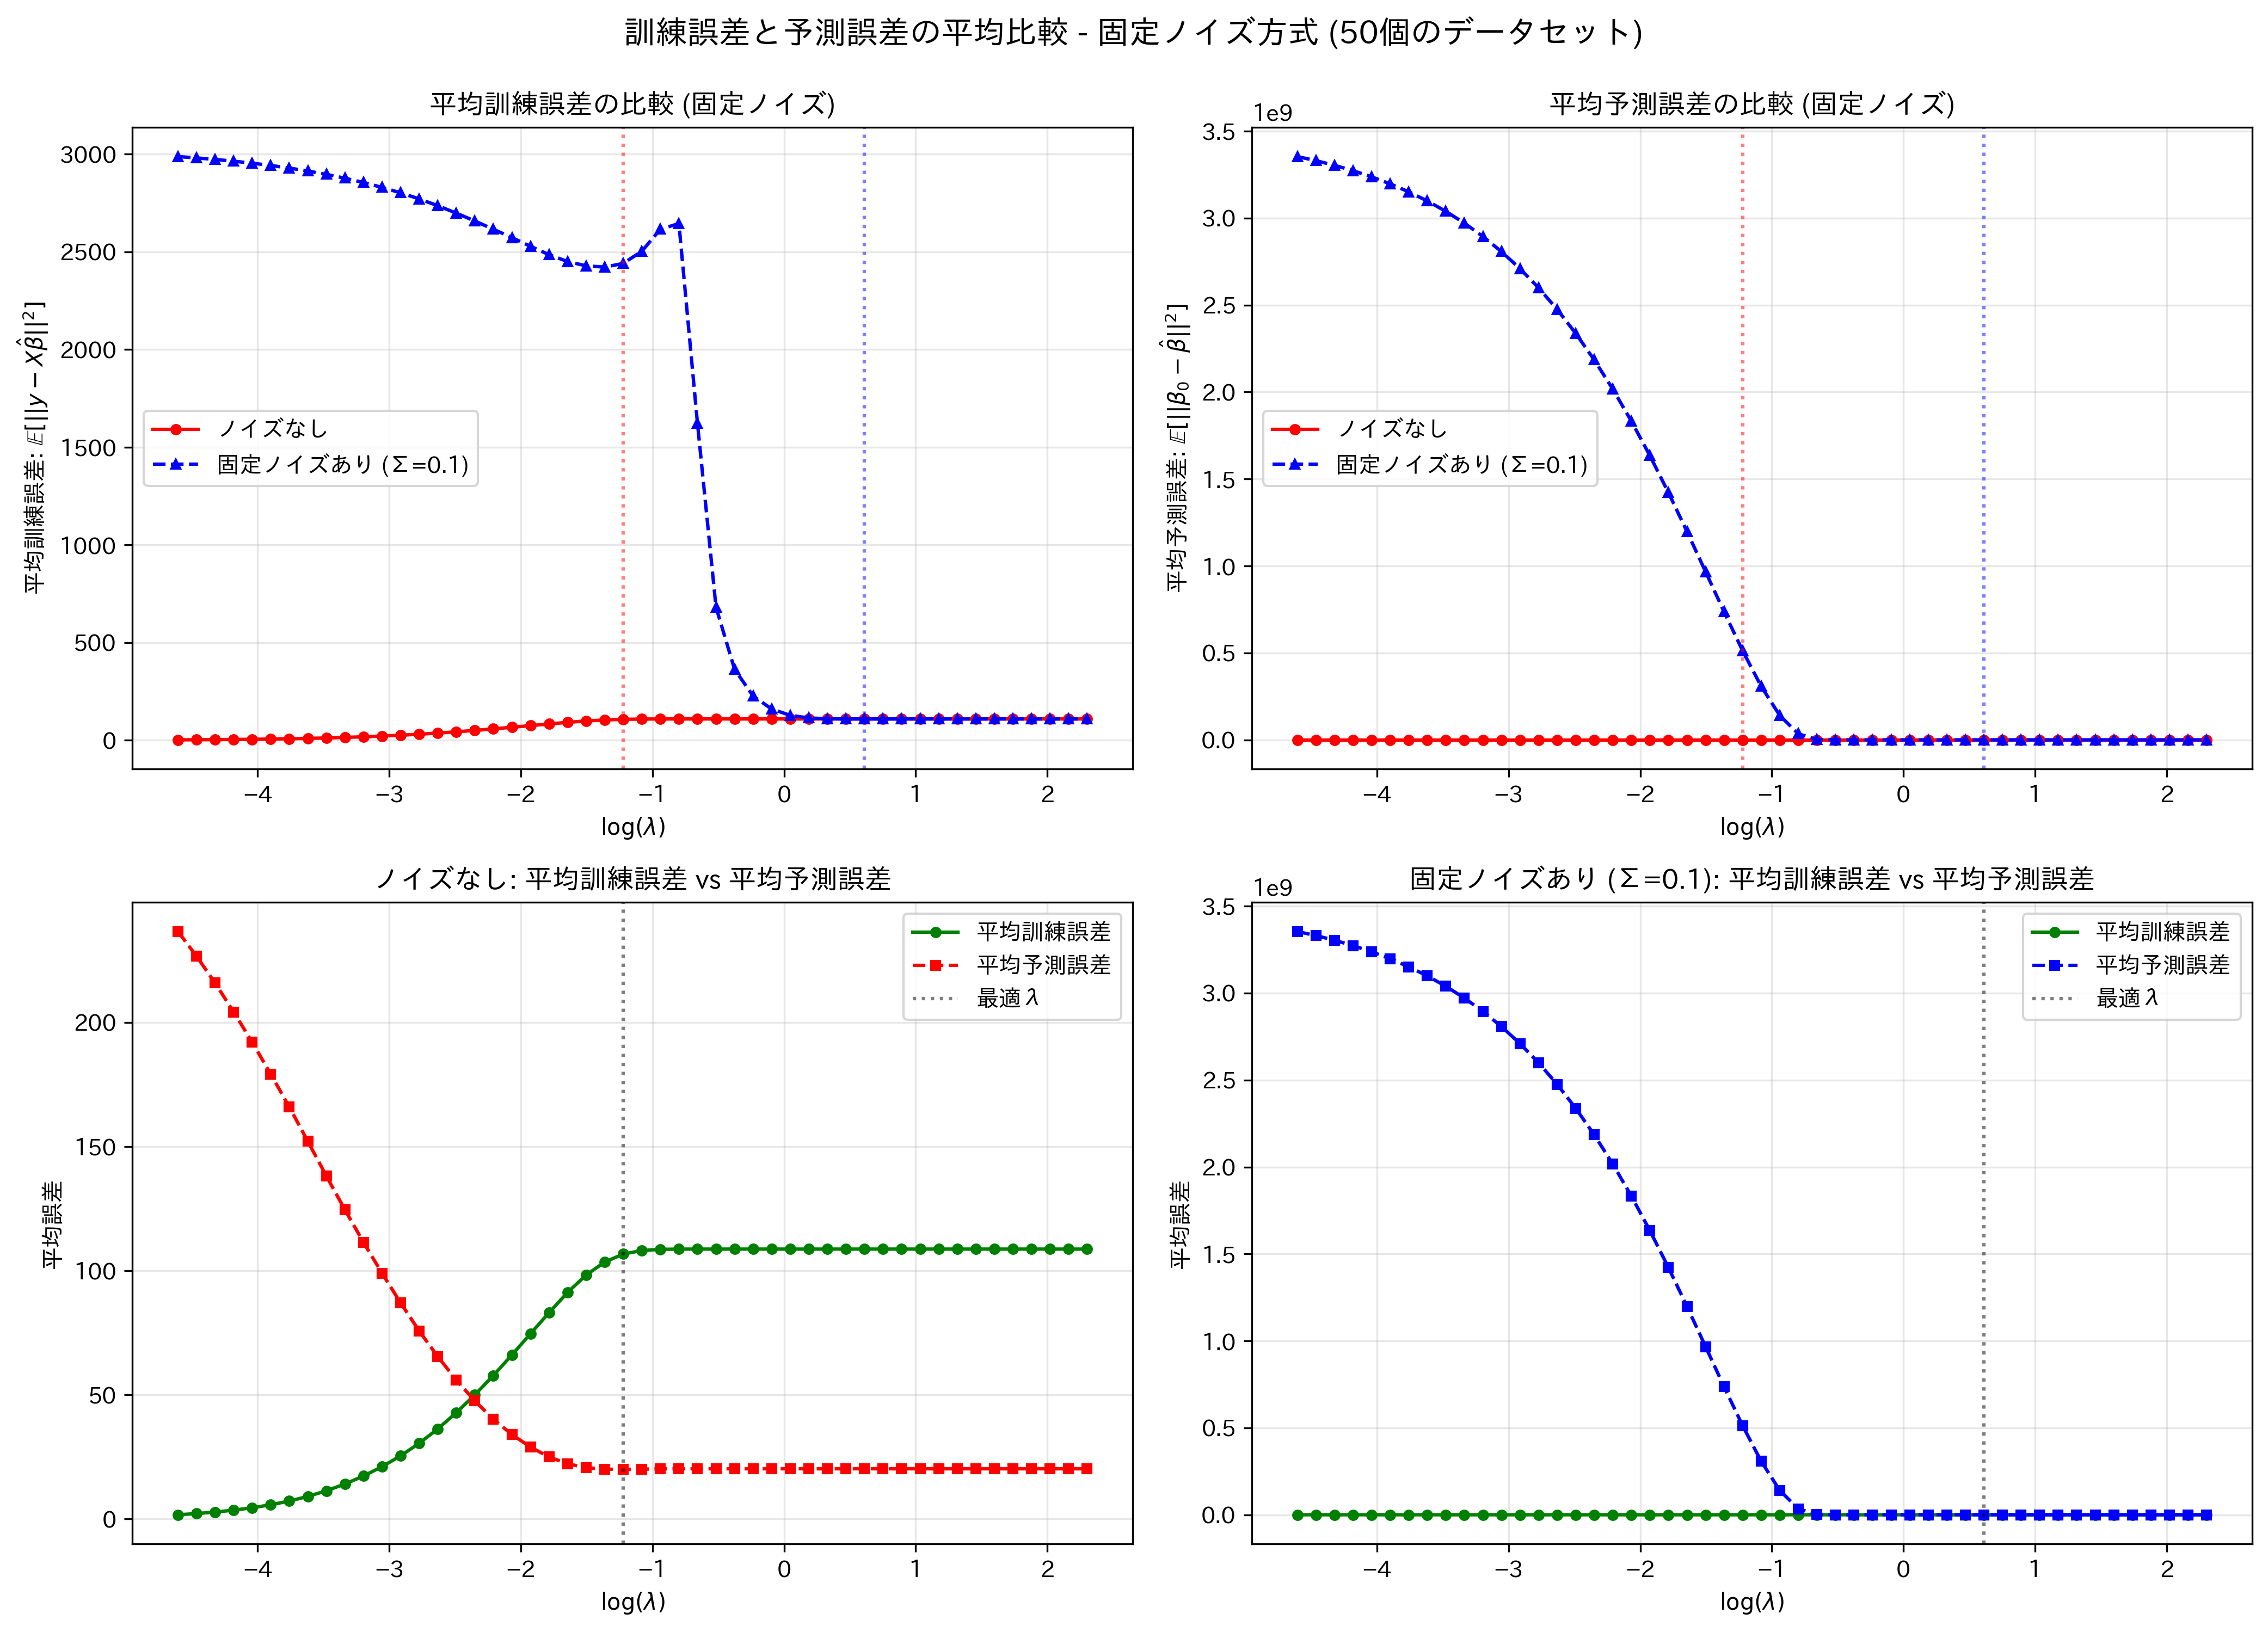 訓練誤差と予測誤差の平均比較 - 固定ノイズ方式 (50個のデータセット)
平均訓練誤差の比較 (固定ノイズ)
平均訓練誤差: 𝔼[||y − Xβ̂||²]
3000
2500
2000
1500
1000
500
0
ノイズなし
固定ノイズあり (Σ=0.1)
−4 −3 −2 −1 0 1 2
log(λ)
平均予測誤差の比較 (固定ノイズ)
1e9
平均予測誤差: 𝔼[||β₀ − β̂||²]
3.5
3.0
2.5
2.0
1.5
1.0
0.5
0.0
ノイズなし
固定ノイズあり (Σ=0.1)
−4 −3 −2 −1 0 1 2
log(λ)
ノイズなし: 平均訓練誤差 vs 平均予測誤差
平均誤差
200
150
100
50
0
平均訓練誤差
平均予測誤差
最適λ
−4 −3 −2 −1 0 1 2
log(λ)
固定ノイズあり (Σ=0.1): 平均訓練誤差 vs 平均予測誤差
1e9
平均誤差
3.5
3.0
2.5
2.0
1.5
1.0
0.5
0.0
平均訓練誤差
平均予測誤差
最適λ
−4 −3 −2 −1 0 1 2
log(λ)